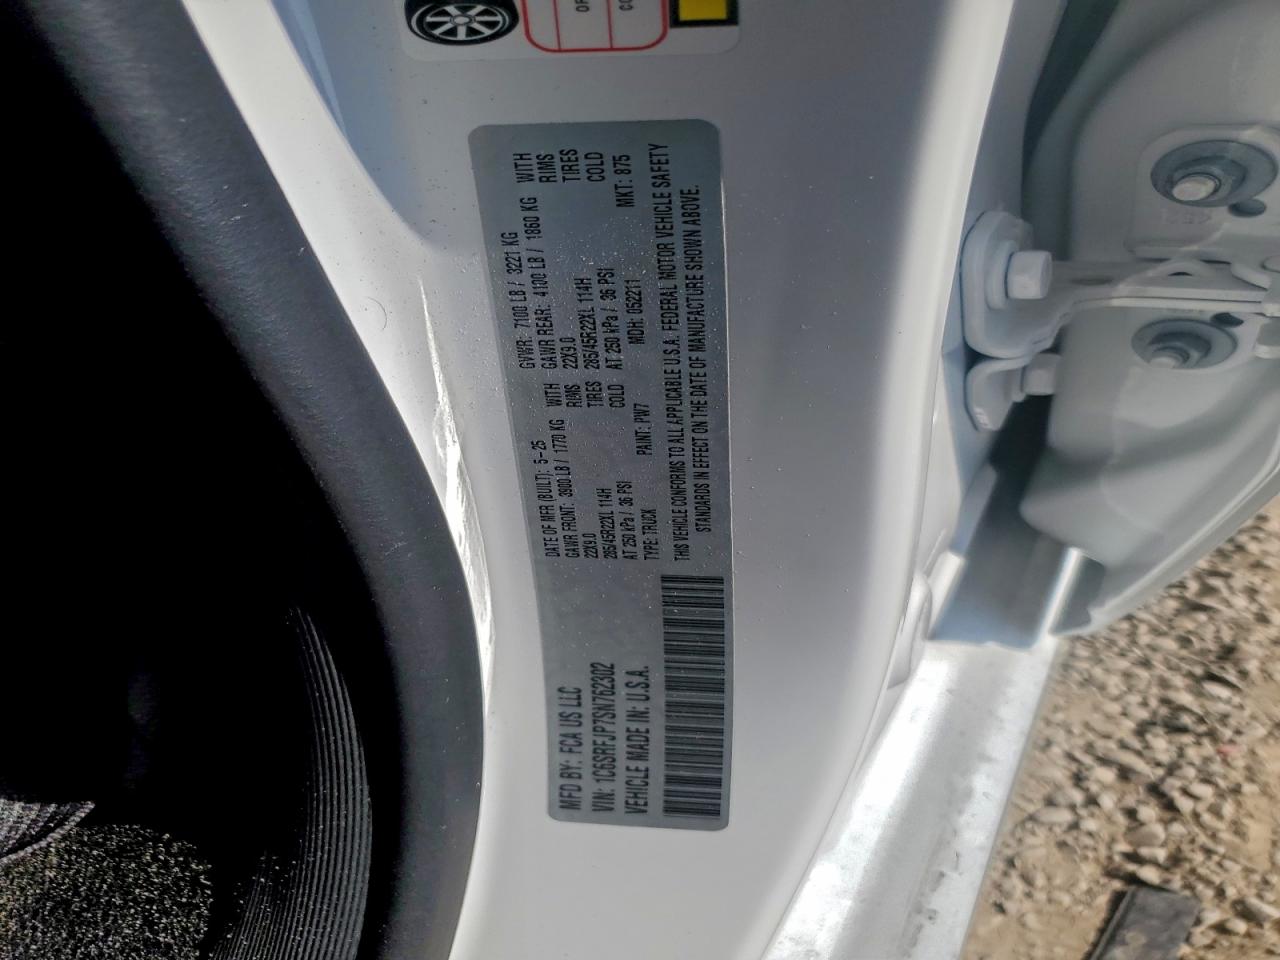 MFD BY: FCA US LLC
VIN: 1C6SRFJP7SN762302
VEHICLE MADE IN: U.S.A.
DATE OF MFR (BUILT): 5-25 GVWR: 7100 LB / 3221 KG
GAWR FRONT: 3900 LB / 1770 KG WITH GAWR REAR: 4100 LB / 1860 KG WITH
22X9.0 RIMS 22X9.0 RIMS
285/45R22XL 114H TIRES 285/45R22XL 114H TIRES
AT 250 kPa / 36 PSI COLD AT 250 kPa / 36 PSI COLD
TYPE: TRUCK PAINT: PW7 MDH: 052211 MKT: 875
THIS VEHICLE CONFORMS TO ALL APPLICABLE U.S.A. FEDERAL MOTOR VEHICLE SAFETY
STANDARDS IN EFFECT ON THE DATE OF MANUFACTURE SHOWN ABOVE.